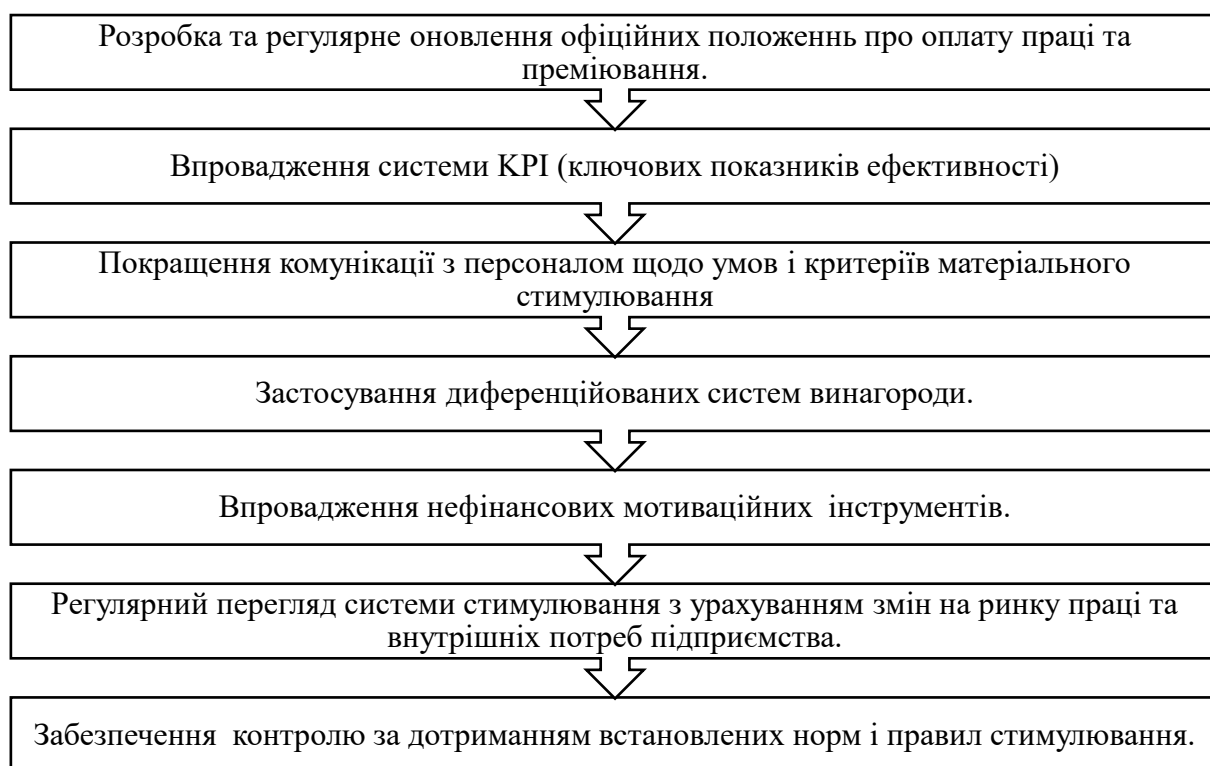 Розробка та регулярне оновлення офіційних положеннь про оплату праці та
преміювання.
Впровадження системи KPI (ключових показників ефективності)
Покращення комунікації з персоналом щодо умов і критеріїв матеріального
стимулювання
Застосування диференційованих систем винагороди.
Впровадження нефінансових мотиваційних інструментів.
Регулярний перегляд системи стимулювання з урахуванням змін на ринку праці та
внутрішніх потреб підприємства.
Забезпечення контролю за дотриманням встановлених норм і правил стимулювання.